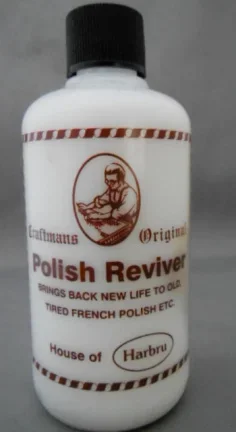 Craftmans Original
Polish Reviver
BRINGS BACK NEW LIFE TO OLD,
TIRED FRENCH POLISH ETC.
House of Harbru